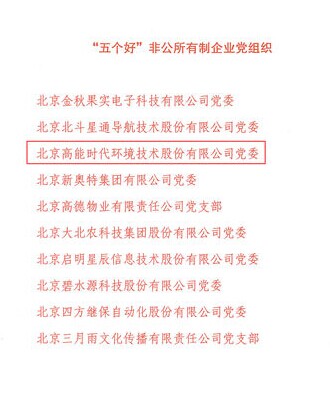 “五个好”非公所有制企业党组织
北京金秋果实电子科技有限公司党委
北京北斗星通导航技术股份有限公司党委
北京高能时代环境技术股份有限公司党委
北京新奥特集团有限公司党委
北京高德物业有限责任公司党支部
北京大北农科技集团股份有限公司党委
北京启明星辰信息技术股份有限公司党委
北京碧水源科技股份有限公司党委
北京四方继保自动化股份有限公司党委
北京三月雨文化传播有限责任公司党支部